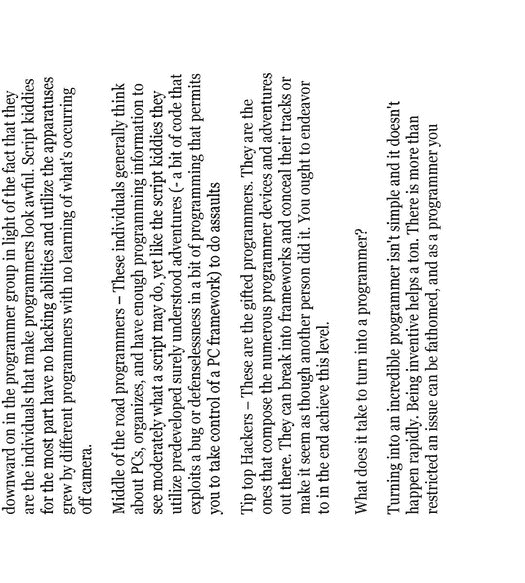 downward on in the programmer group in light of the fact that they
are the individuals that make programmers look awful. Script kiddies
for the most part have no hacking abilities and utilize the apparatuses
grew by different programmers with no learning of what's occurring
off camera.
Middle of the road programmers – These individuals generally think
about PCs, organizes, and have enough programming information to
see moderately what a script may do, yet like the script kiddies they
utilize predeveloped surely understood adventures (- a bit of code that
exploits a bug or defenselessness in a bit of programming that permits
you to take control of a PC framework) to do assaults
Tip top Hackers – These are the gifted programmers. They are the
ones that compose the numerous programmer devices and adventures
out there. They can break into frameworks and conceal their tracks or
make it seem as though another person did it. You ought to endeavor
to in the end achieve this level.
What does it take to turn into a programmer?
Turning into an incredible programmer isn't simple and it doesn't
happen rapidly. Being inventive helps a ton. There is more than
restricted an issue can be fathomed, and as a programmer you